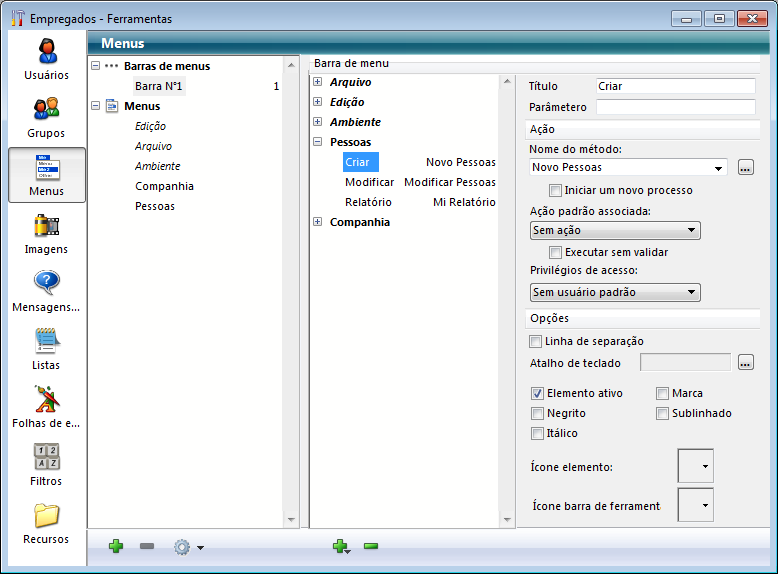 Empregados - Ferramentas
Usuários
Grupos
Menus
Imagens
Mensagens...
Listas
Folhas de e...
Filtros
Recursos
Menus
Barras de menus
Barra N°1 1
Menus
Edição
Arquivo
Ambiente
Companhia
Pessoas
Barra de menu
Arquivo
Edição
Ambiente
Pessoas
Criar Novo Pessoas
Modificar Modificar Pessoas
Relatório Mi Relatório
Companhia
Título Criar
Parâmetero
Ação
Nome do método:
Novo Pessoas ...
Iniciar um novo processo
Ação padrão associada:
Sem ação
Executar sem validar
Privilégios de acesso:
Sem usuário padrão
Opções
Linha de separação
Atalho de teclado ...
Elemento ativo Marca
Negrito Sublinhado
Itálico
Ícone elemento:
Ícone barra de ferrament